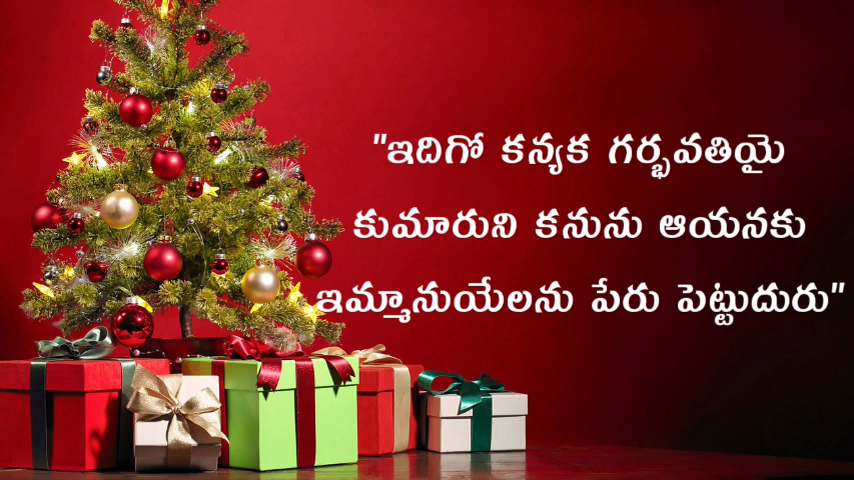 "ఇదిగో కన్యక గర్భవతియై
కుమారుని కనును ఆయనకు
ఇమ్మానుయేలను పేరు పెట్టుదురు"